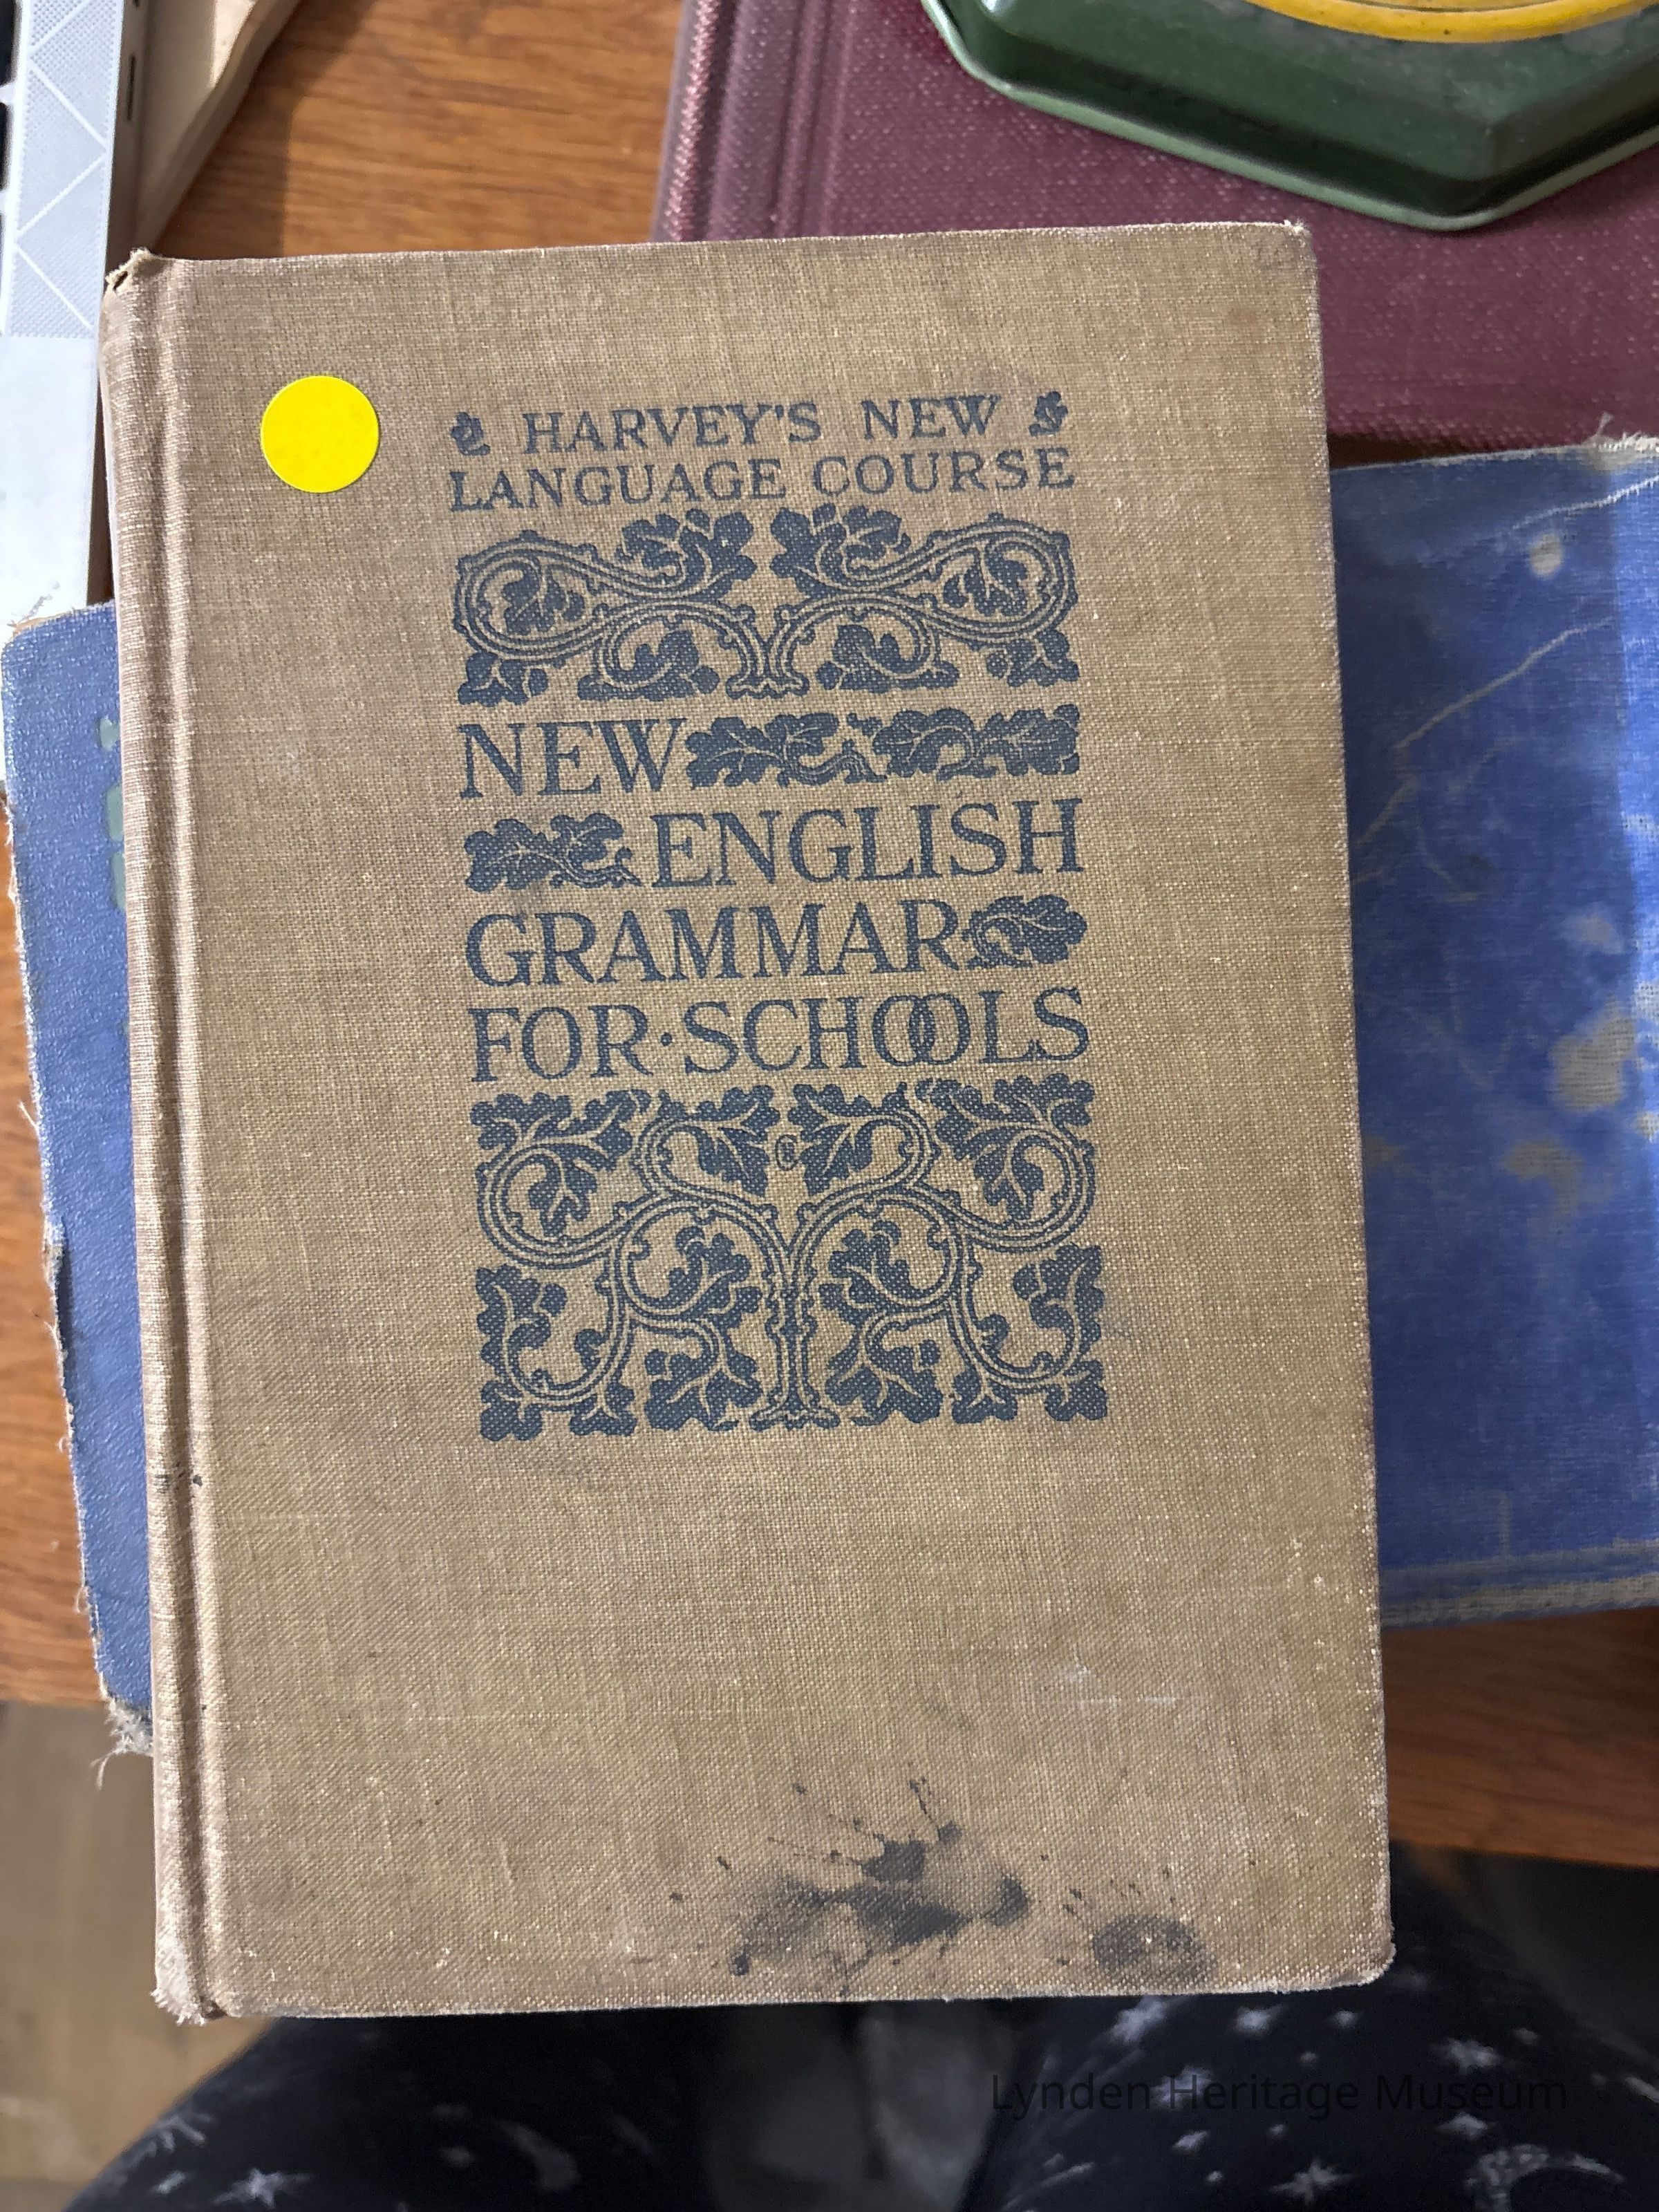 HARVEY'S NEW
LANGUAGE COURSE
NEW
ENGLISH
GRAMMAR
FOR·SCHOOLS
Lynden Heritage Museum